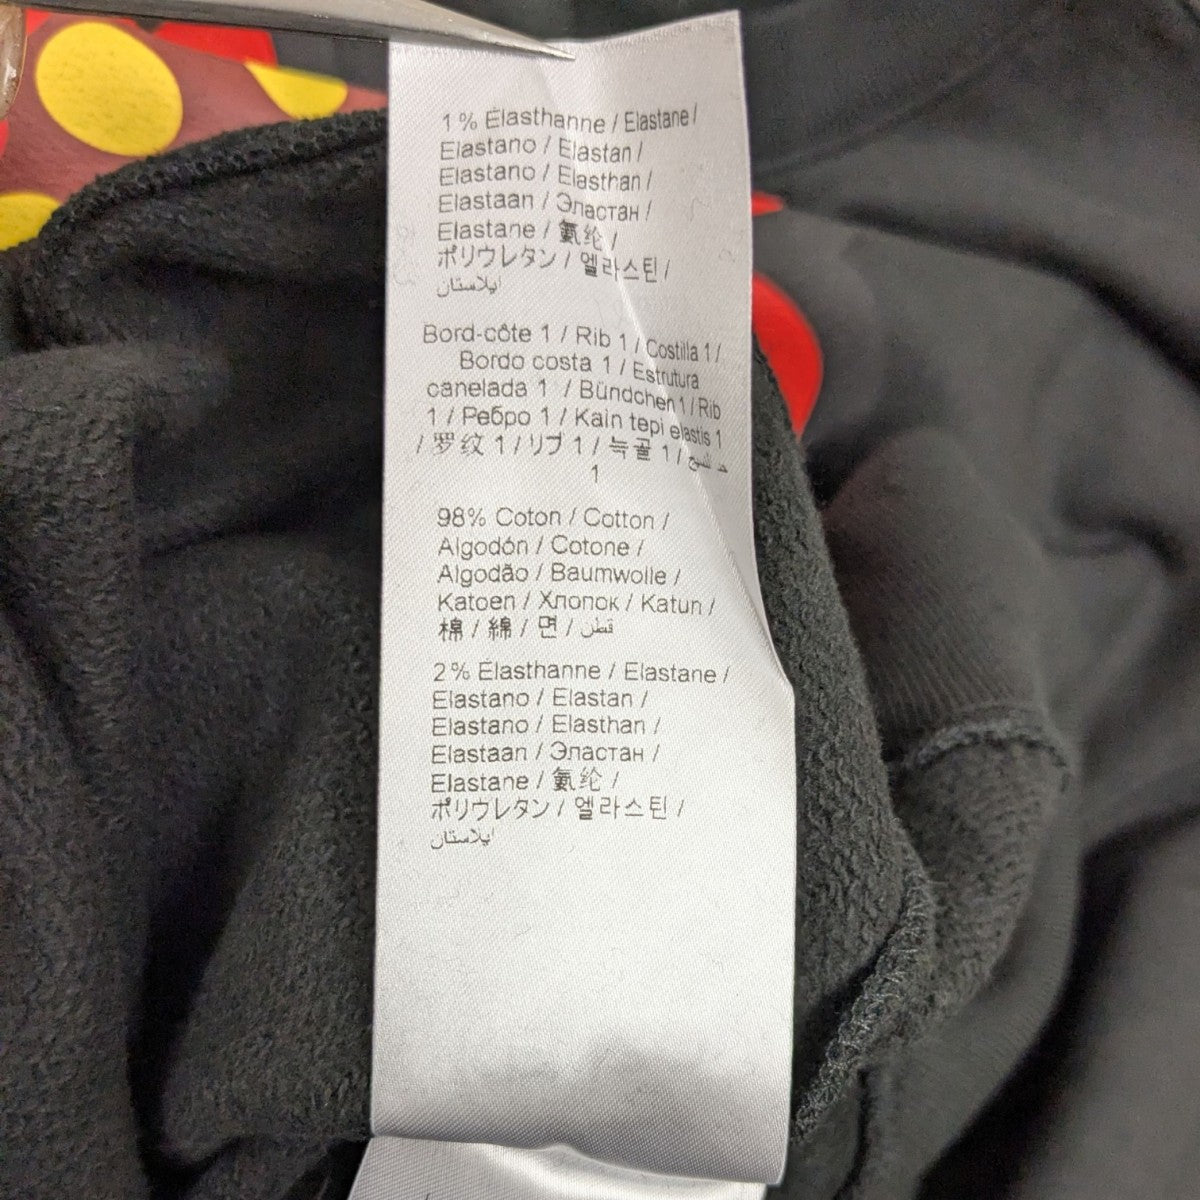 1% Élasthanne / Elastane /
Elastano / Elastan /
Elastano / Elasthan /
Elastaan / Эластан /
Elastane / 氨纶 /
ポリウレタン / 엘라스틴 /
ايلاستان
Bord-côte 1 / Rib 1 / Costilla 1 /
Bordo costa 1 / Estrutura
canelada 1 / Bündchen 1 / Rib
1 / Ребро 1 / Kain tepi elastis 1
/ 罗纹 1 / リブ 1 / 늑골 1 /
1
98% Coton / Cotton /
Algodón / Cotone /
Algodão / Baumwolle /
Katoen / Хлопок / Katun /
棉 / 綿 / 면 / قطن
2% Élasthanne / Elastane /
Elastano / Elastan /
Elastano / Elasthan /
Elastaan / Эластан /
Elastane / 氨纶 /
ポリウレタン / 엘라스틴 /
ايلاستان